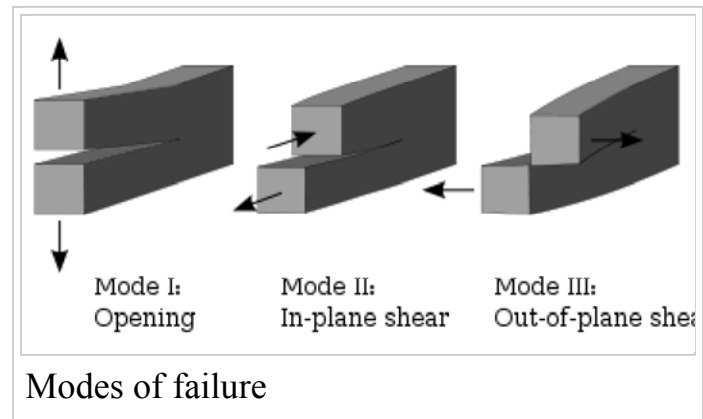 Mode I:
Opening
Mode II:
In-plane shear
Mode III:
Out-of-plane shea
Modes of failure